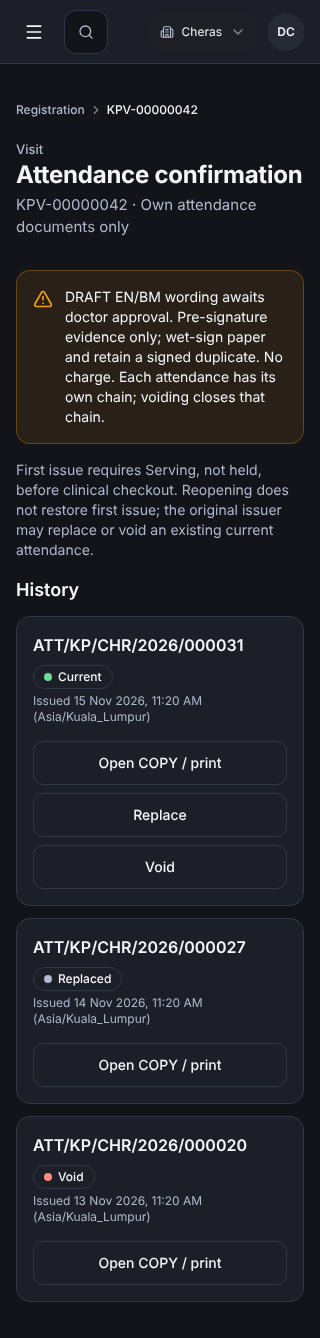 Cheras
DC
Registration > KPV-00000042
Visit
Attendance confirmation
KPV-00000042 · Own attendance
documents only
DRAFT EN/BM wording awaits
doctor approval. Pre-signature
evidence only; wet-sign paper
and retain a signed duplicate. No
charge. Each attendance has its
own chain; voiding closes that
chain.
First issue requires Serving, not held,
before clinical checkout. Reopening does
not restore first issue; the original issuer
may replace or void an existing current
attendance.
History
ATT/KP/CHR/2026/000031
Current
Issued 15 Nov 2026, 11:20 AM
(Asia/Kuala_Lumpur)
Open COPY / print
Replace
Void
ATT/KP/CHR/2026/000027
Replaced
Issued 14 Nov 2026, 11:20 AM
(Asia/Kuala_Lumpur)
Open COPY / print
ATT/KP/CHR/2026/000020
Void
Issued 13 Nov 2026, 11:20 AM
(Asia/Kuala_Lumpur)
Open COPY / print